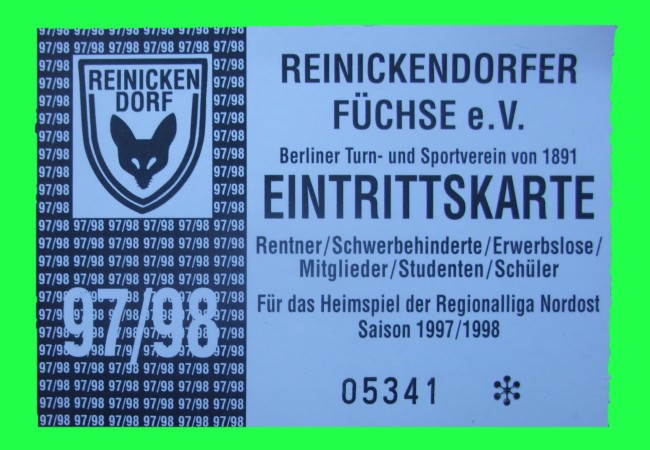 97/98 97/98 97/98 97/98 97/98 97/98
REINICKEN
DORF
97/98
REINICKENDORFER
FÜCHSE e.V.
Berliner Turn- und Sportverein von 1891
EINTRITTSKARTE
Rentner/Schwerbehinderte/Erwerbslose/
Mitglieder/Studenten/Schüler
Für das Heimspiel der Regionalliga Nordost
Saison 1997/1998
05341 *